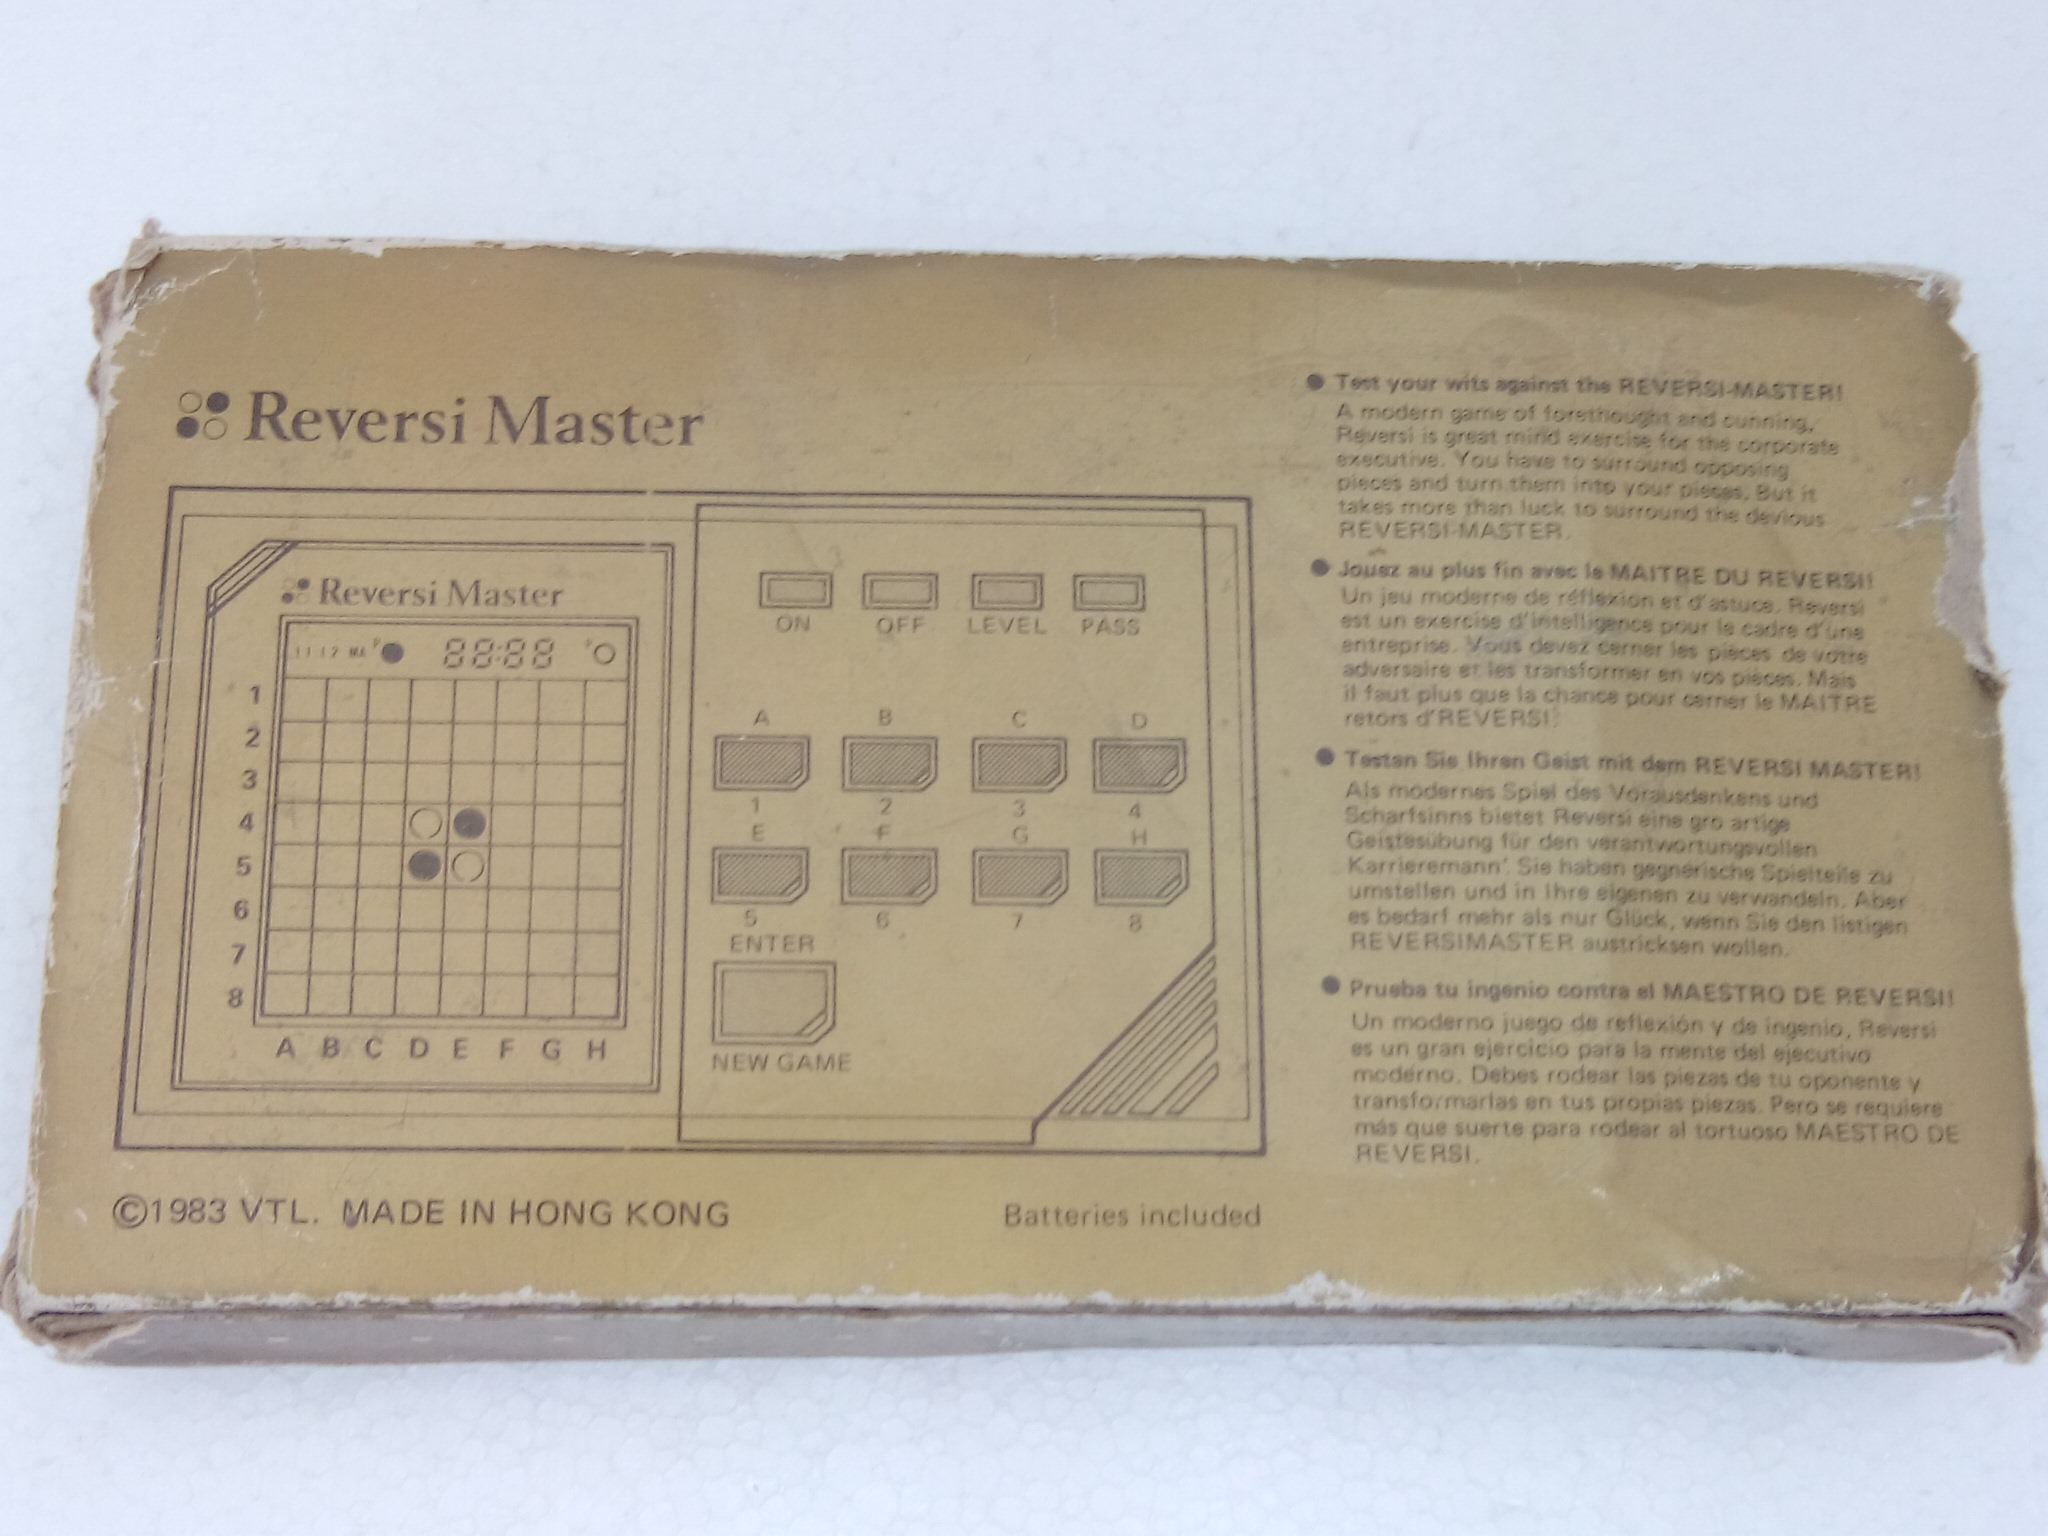 Reversi Master
Reversi Master
88:88
1
2
3
4
5
6
7
8
A B C D E F G H
ON OFF LEVEL PASS
A B C D
1 2 3 4
E F G H
5 6 7 8
ENTER
NEW GAME
©1983 VTL. MADE IN HONG KONG
Batteries included
● Test your wits against the REVERSI-MASTER!
A modern game of forethought and cunning,
Reversi is great mind exercise for the corporate
executive. You have to surround opposing
pieces and turn them into your pieces. But it
takes more than luck to surround the devious
REVERSI-MASTER.
● Jouez au plus fin avec le MAITRE DU REVERSI!
Un jeu moderne de réflexion et d'astuce. Reversi
est un exercise d'intelligence pour le cadre d'une
entreprise. Vous devez cerner les pièces de votre
adversaire et les transformer en vos pièces. Mais
il faut plus que la chance pour cerner le MAITRE
retors d'REVERSI!
● Testan Sie Ihren Geist mit dem REVERSI MASTER!
Als modernes Spiel des Vorausdenkens und
Scharfsinns bietet Reversi eine gro artige
Geistesübung für den verantwortungsvollen
Karrieremann. Sie haben gegnerische Spielteile zu
umstellen und in Ihre eigenen zu verwandeln. Aber
es bedarf mehr als nur Glück, wenn Sie den listigen
REVERSIMASTER austricksen wollen.
● Prueba tu ingenio contra el MAESTRO DE REVERSI!
Un moderno juego de reflexión y de ingenio, Reversi
es un gran ejercicio para la mente del ejecutivo
moderno. Debes rodear las piezas de tu oponente y
transformarlas en tus propias piezas. Pero se requiere
más que suerte para rodear al tortuoso MAESTRO DE
REVERSI.